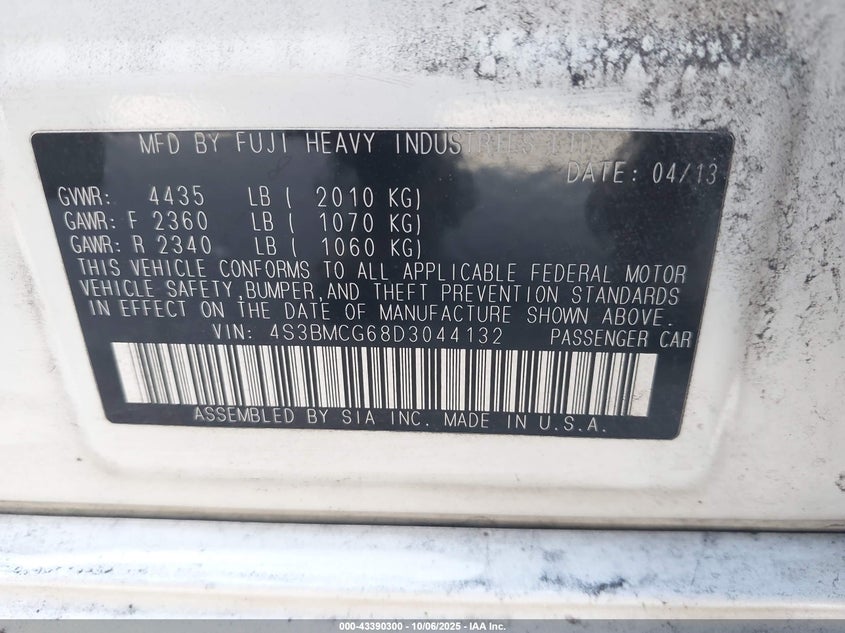 MFD BY FUJI HEAVY INDUSTRIES LTD.
DATE: 04/13
GVWR: 4435 LB ( 2010 KG)
GAWR: F 2360 LB ( 1070 KG)
GAWR: R 2340 LB ( 1060 KG)
THIS VEHICLE CONFORMS TO ALL APPLICABLE FEDERAL MOTOR
VEHICLE SAFETY,BUMPER,AND THEFT PREVENTION STANDARDS
IN EFFECT ON THE DATE OF MANUFACTURE SHOWN ABOVE.
VIN: 4S3BMCG68D3044132 PASSENGER CAR
ASSEMBLED BY SIA INC. MADE IN U.S.A.
000-43390300 - 10/06/2025 - IAA Inc.